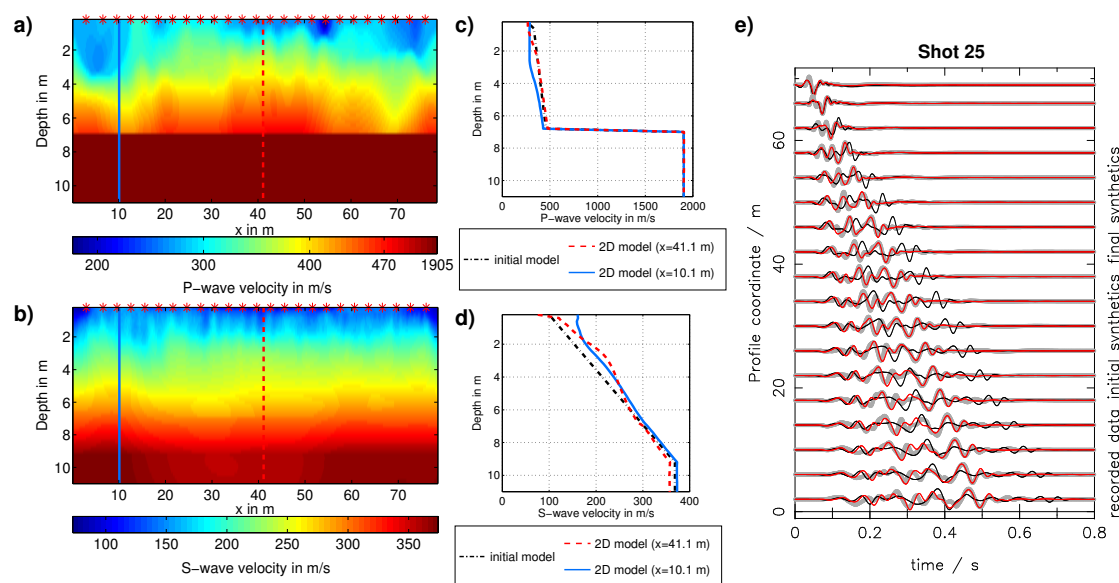 a)
2
4
6
8
10
Depth in m
10 20 30 40 50 60 70
x in m
200 300 400 470 1905
P-wave velocity in m/s
b)
2
4
6
8
10
Depth in m
10 20 30 40 50 60 70
x in m
100 150 200 250 300 350
S-wave velocity in m/s
c)
2
4
6
8
10
Depth in m
0 500 1000 1500 2000
P-wave velocity in m/s
initial model
2D model (x=41.1 m)
2D model (x=10.1 m)
d)
2
4
6
8
10
Depth in m
0 100 200 300 400
S-wave velocity in m/s
initial model
2D model (x=41.1 m)
2D model (x=10.1 m)
e)
Shot 25
60
40
20
0
Profile coordinate / m
0 0.2 0.4 0.6 0.8
time / s
recorded data initial synthetics final synthetics